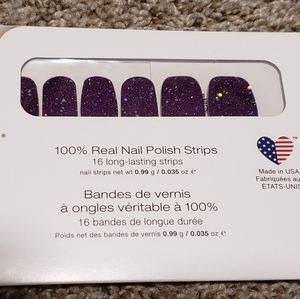 ®
100% Real Nail Polish Strips
16 long-lasting strips
nail strips net wt 0.99 g / 0.035 oz ℮
Made in USA
Bandes de vernis
à ongles véritable à 100%
16 bandes de longue durée
Poids net des bandes de vernis 0.99 g / 0.035 oz ℮
Fabriquées au
ÉTATS-UNIS